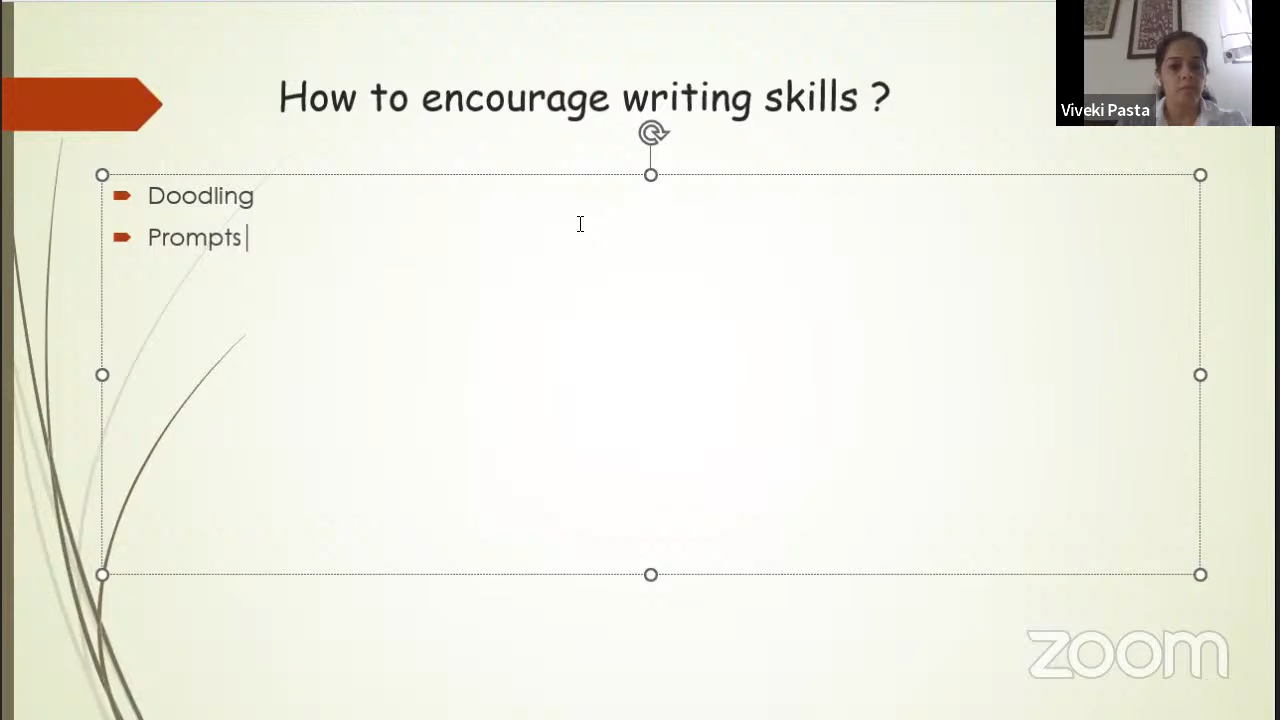 How to encourage writing skills ?
Viveki Pasta
Doodling
Prompts
zoom